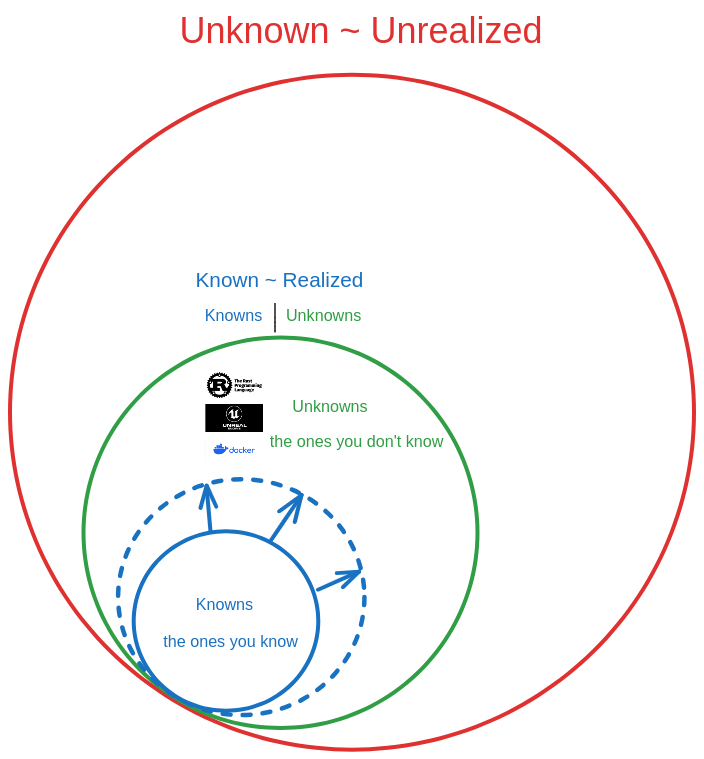 Unknown ~ Unrealized
Known ~ Realized
Knowns | Unknowns
The Rust
Programming
Language
UNREAL
ENGINE
docker
Unknowns
the ones you don't know
Knowns
the ones you know